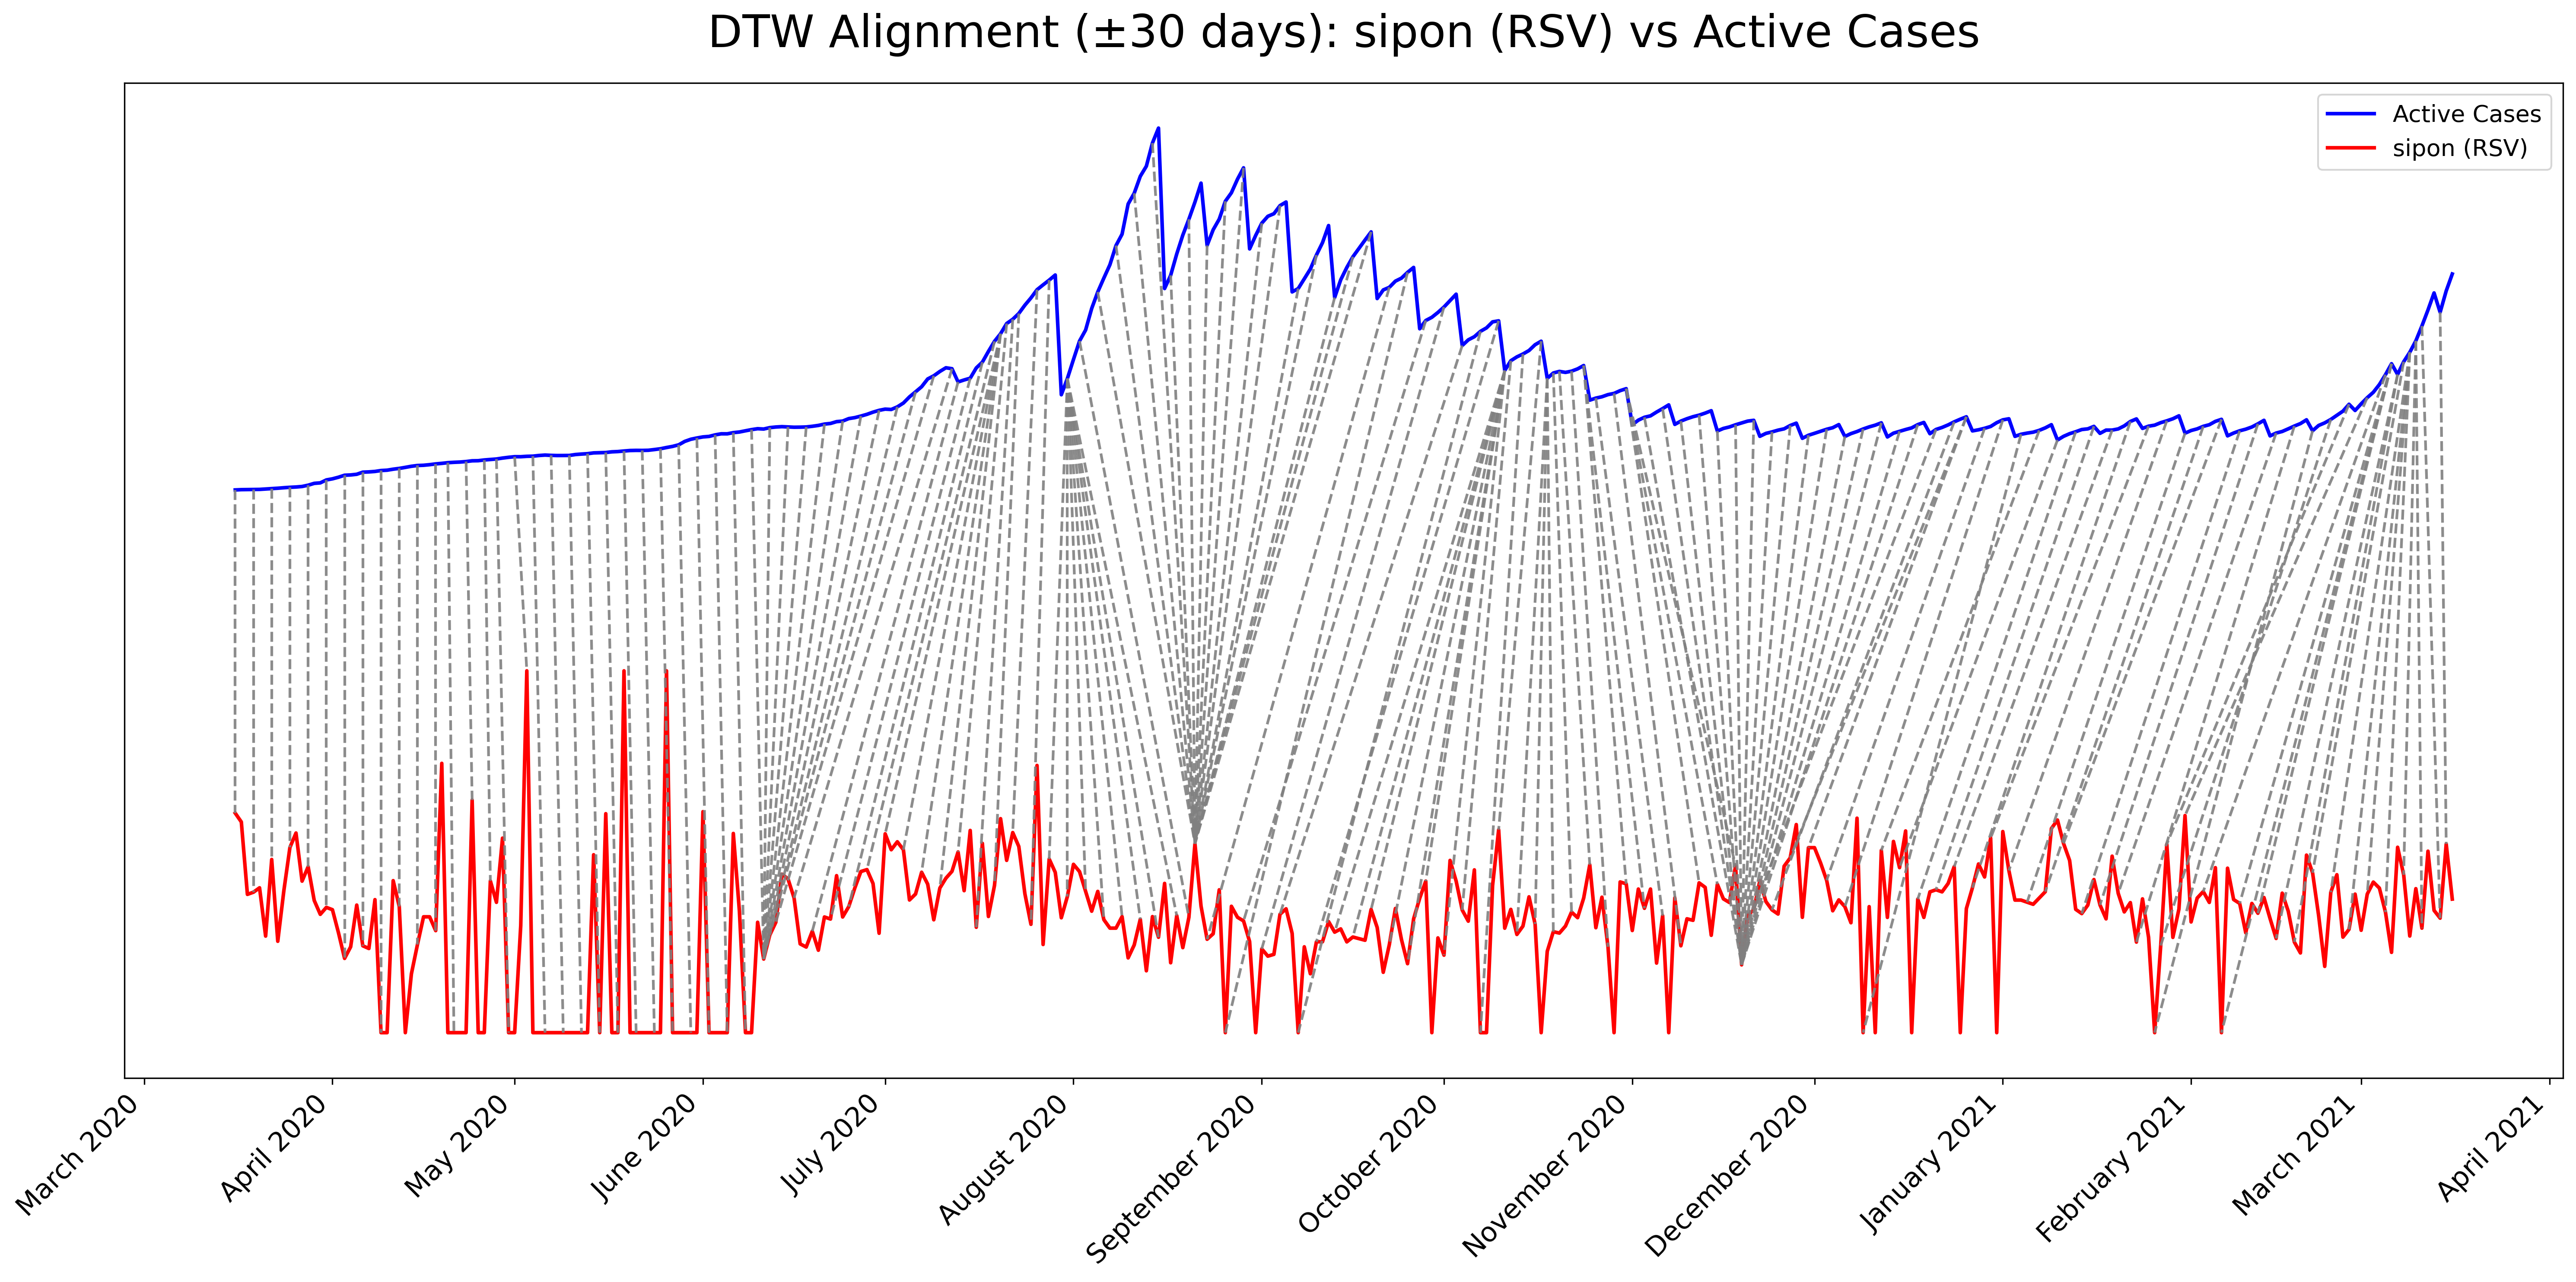 DTW Alignment (±30 days): sipon (RSV) vs Active Cases
Active Cases
sipon (RSV)
March 2020
April 2020
May 2020
June 2020
July 2020
August 2020
September 2020
October 2020
November 2020
December 2020
January 2021
February 2021
March 2021
April 2021